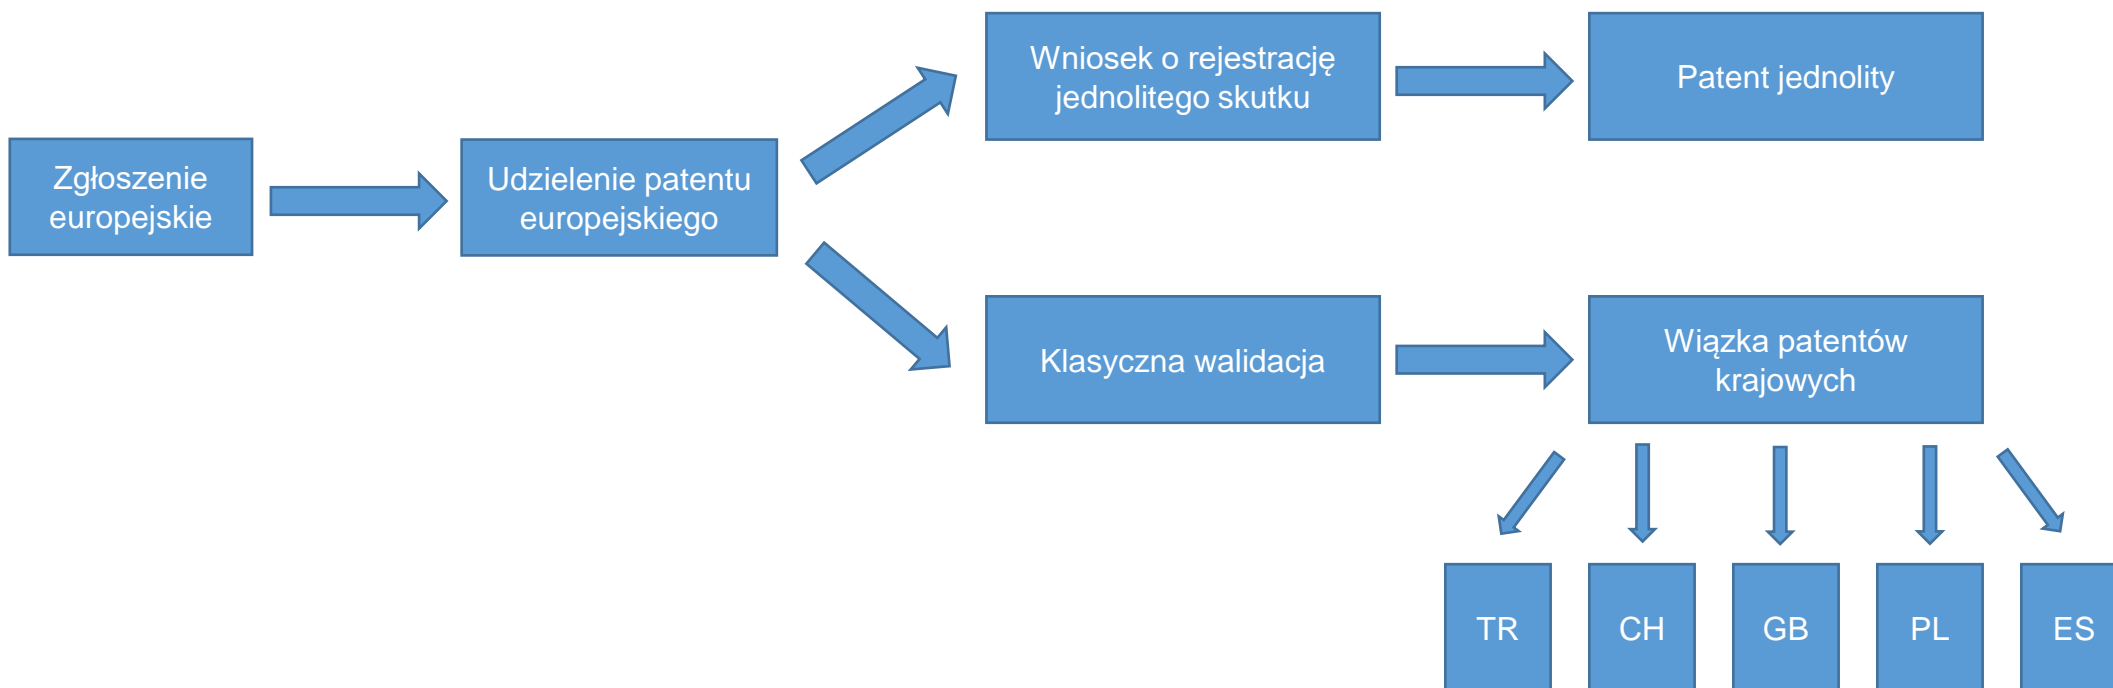 Zgłoszenie
europejskie
Udzielenie patentu
europejskiego
Wniosek o rejestrację
jednolitego skutku
Patent jednolity
Klasyczna walidacja
Wiązka patentów
krajowych
TR
CH
GB
PL
ES